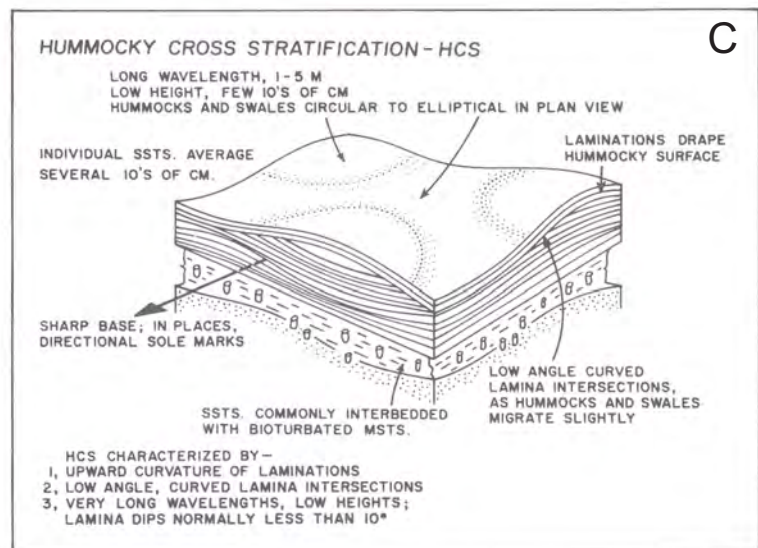 C
HUMMOCKY CROSS STRATIFICATION - HCS
LONG WAVELENGTH, 1 - 5 M
LOW HEIGHT, FEW 10'S OF CM
HUMMOCKS AND SWALES CIRCULAR TO ELLIPTICAL IN PLAN VIEW
INDIVIDUAL SSTS. AVERAGE
SEVERAL 10'S OF CM.
LAMINATIONS DRAPE
HUMMOCKY SURFACE
SHARP BASE; IN PLACES,
DIRECTIONAL SOLE MARKS
LOW ANGLE CURVED
LAMINA INTERSECTIONS,
AS HUMMOCKS AND SWALES
MIGRATE SLIGHTLY
SSTS. COMMONLY INTERBEDDED
WITH BIOTURBATED MSTS.
HCS CHARACTERIZED BY —
1, UPWARD CURVATURE OF LAMINATIONS
2, LOW ANGLE, CURVED LAMINA INTERSECTIONS
3, VERY LONG WAVELENGTHS, LOW HEIGHTS;
LAMINA DIPS NORMALLY LESS THAN 10°